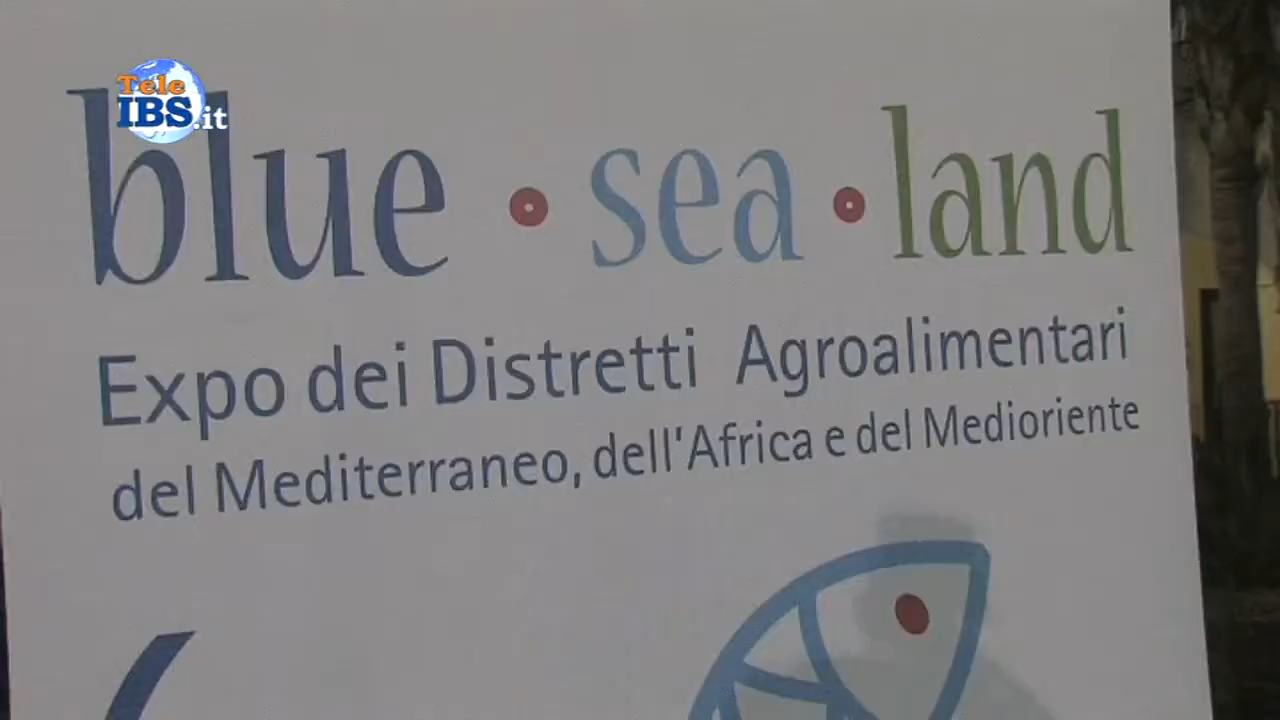 Tele
IBS.it
blue • sea • land
Expo dei Distretti Agroalimentari
del Mediterraneo, dell'Africa e del Medioriente